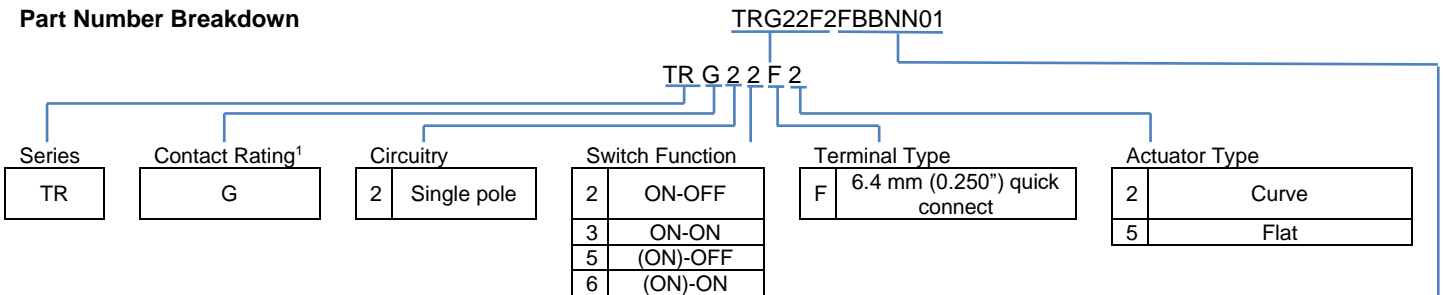 Part Number Breakdown
TRG22F2FBBNN01
TR G 2 2 F 2
Series
TR
Contact Rating1
G
Circuitry
2 Single pole
Switch Function
2 ON-OFF
3 ON-ON
5 (ON)-OFF
6 (ON)-ON
Terminal Type
F 6.4 mm (0.250”) quick
connect
Actuator Type
2 Curve
5 Flat